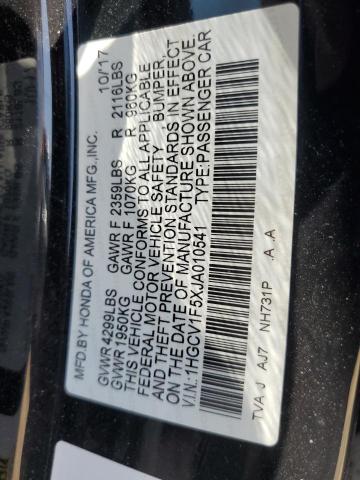 MFD.BY HONDA OF AMERICA MFG.,INC. 10/17
GVWR 4299LBS GAWR F 2359LBS R 2116LBS
GVWR 1950KG GAWR F 1070KG R 960KG
THIS VEHICLE CONFORMS TO ALL APPLICABLE
FEDERAL MOTOR VEHICLE SAFETY , BUMPER,
AND THEFT PREVENTION STANDARDS IN EFFECT
ON THE DATE OF MANUFACTURE SHOWN ABOVE.
V.I.N.: 1HGCV1F5XJA010541 TYPE:PASSENGER CAR
TVA J AJ7 NH731P A . A